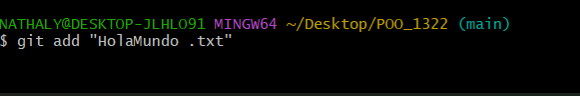 NATHALY@DESKTOP-JLHLO91 MINGW64 ~/Desktop/POO_1322 (main)
$ git add "HolaMundo .txt"